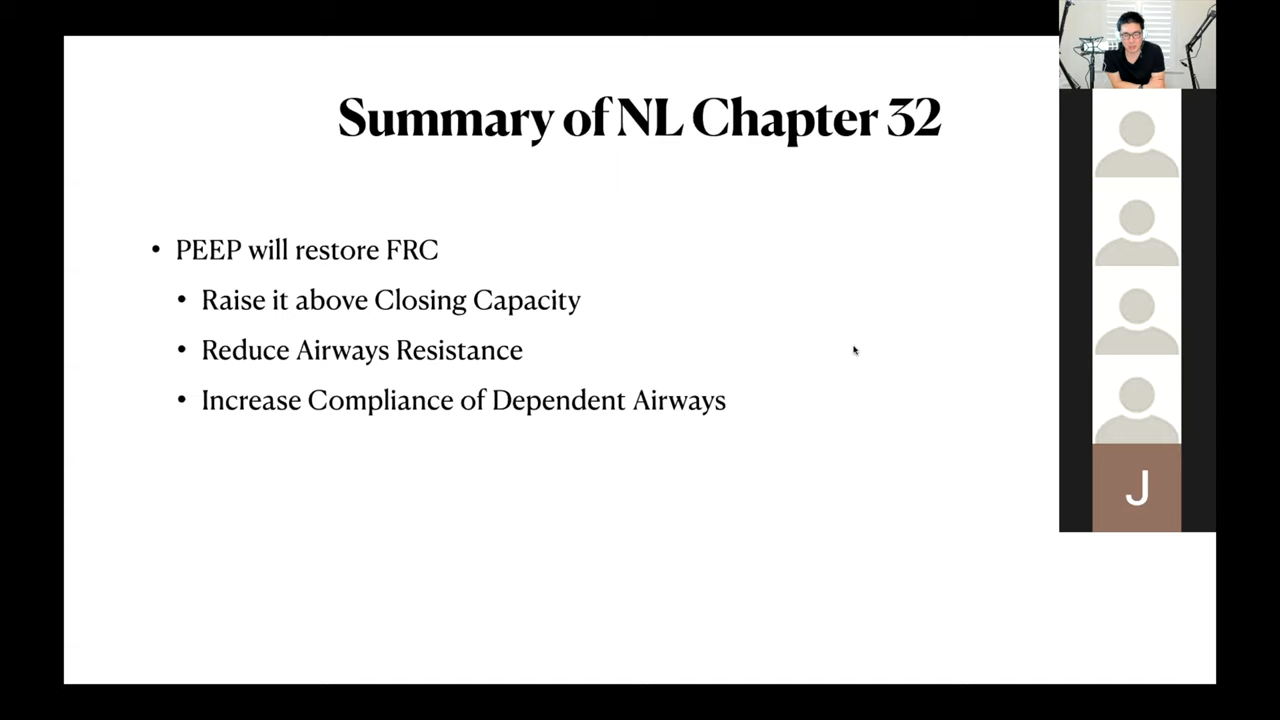 Summary of NL Chapter 32
• PEEP will restore FRC
• Raise it above Closing Capacity
• Reduce Airways Resistance
• Increase Compliance of Dependent Airways
J